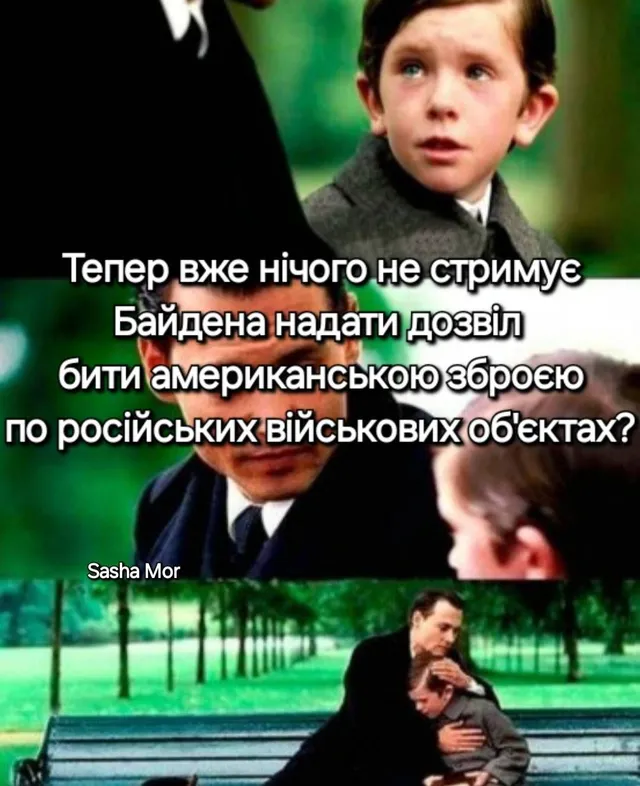 Тепер вже нічого не стримує
Байдена надати дозвіл
бити американською зброєю
по російських військових об'єктах?
Sasha Mor